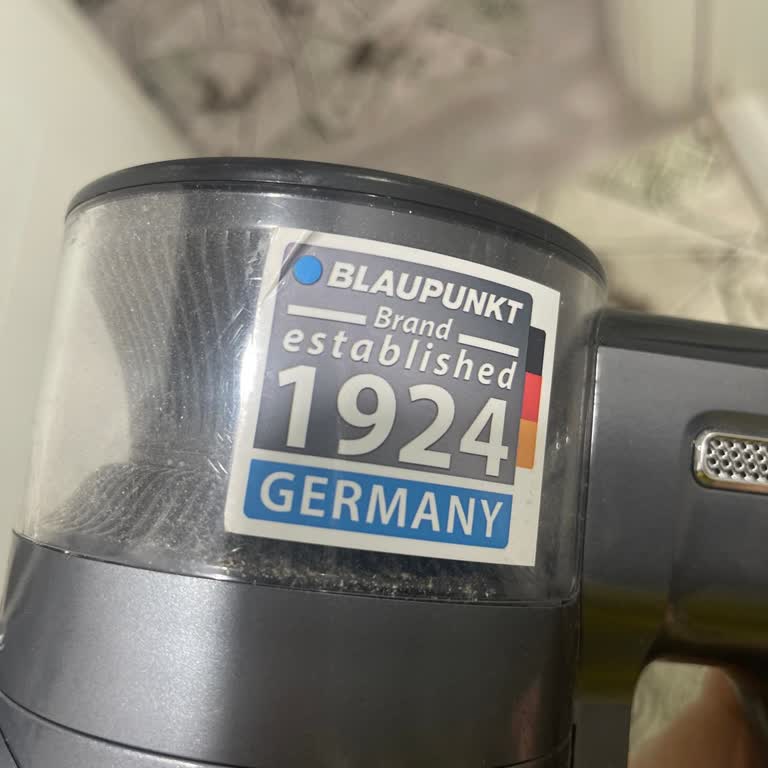 BLAUPUNKT
Brand
established
1924
GERMANY